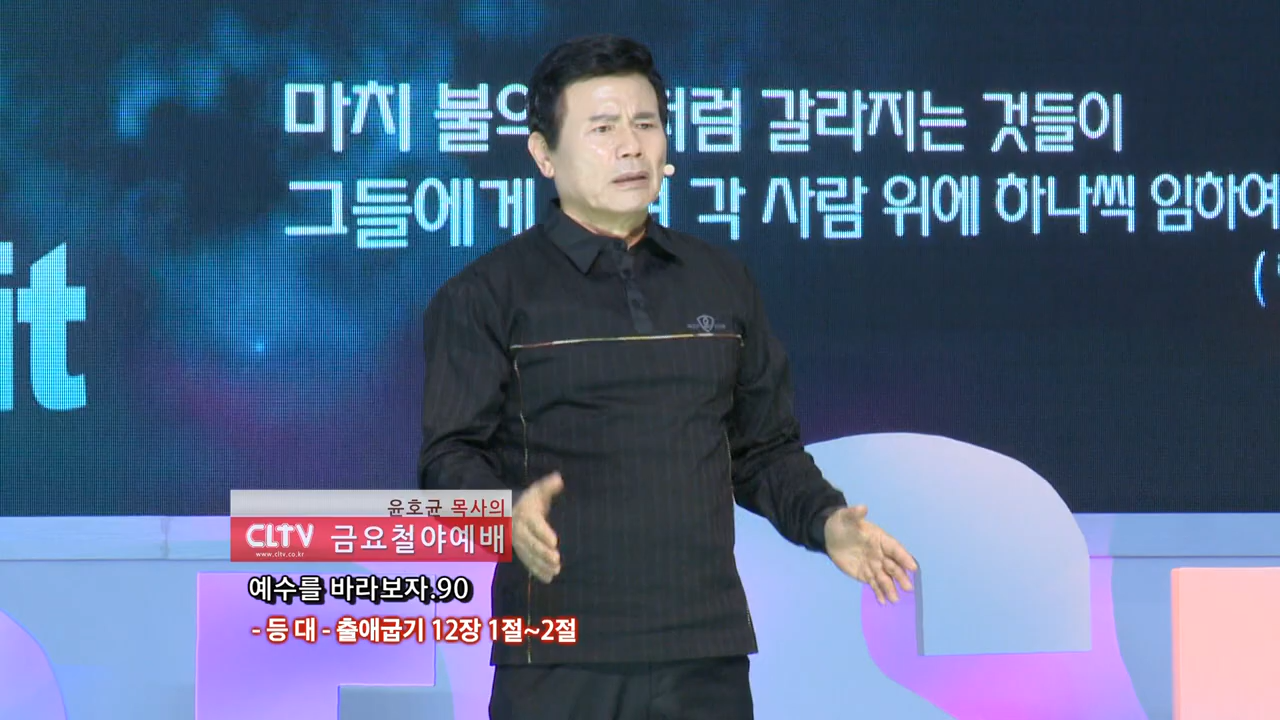 마치 불의 처럼 갈라지는 것들이
그들에게 각 사람 위에 하나씩 임하여
(
it
윤호균 목사의
CLTV 금요철야예배
www.cltv.co.kr
예수를 바라보자.90
- 등 대 - 출애굽기 12장 1절~2절